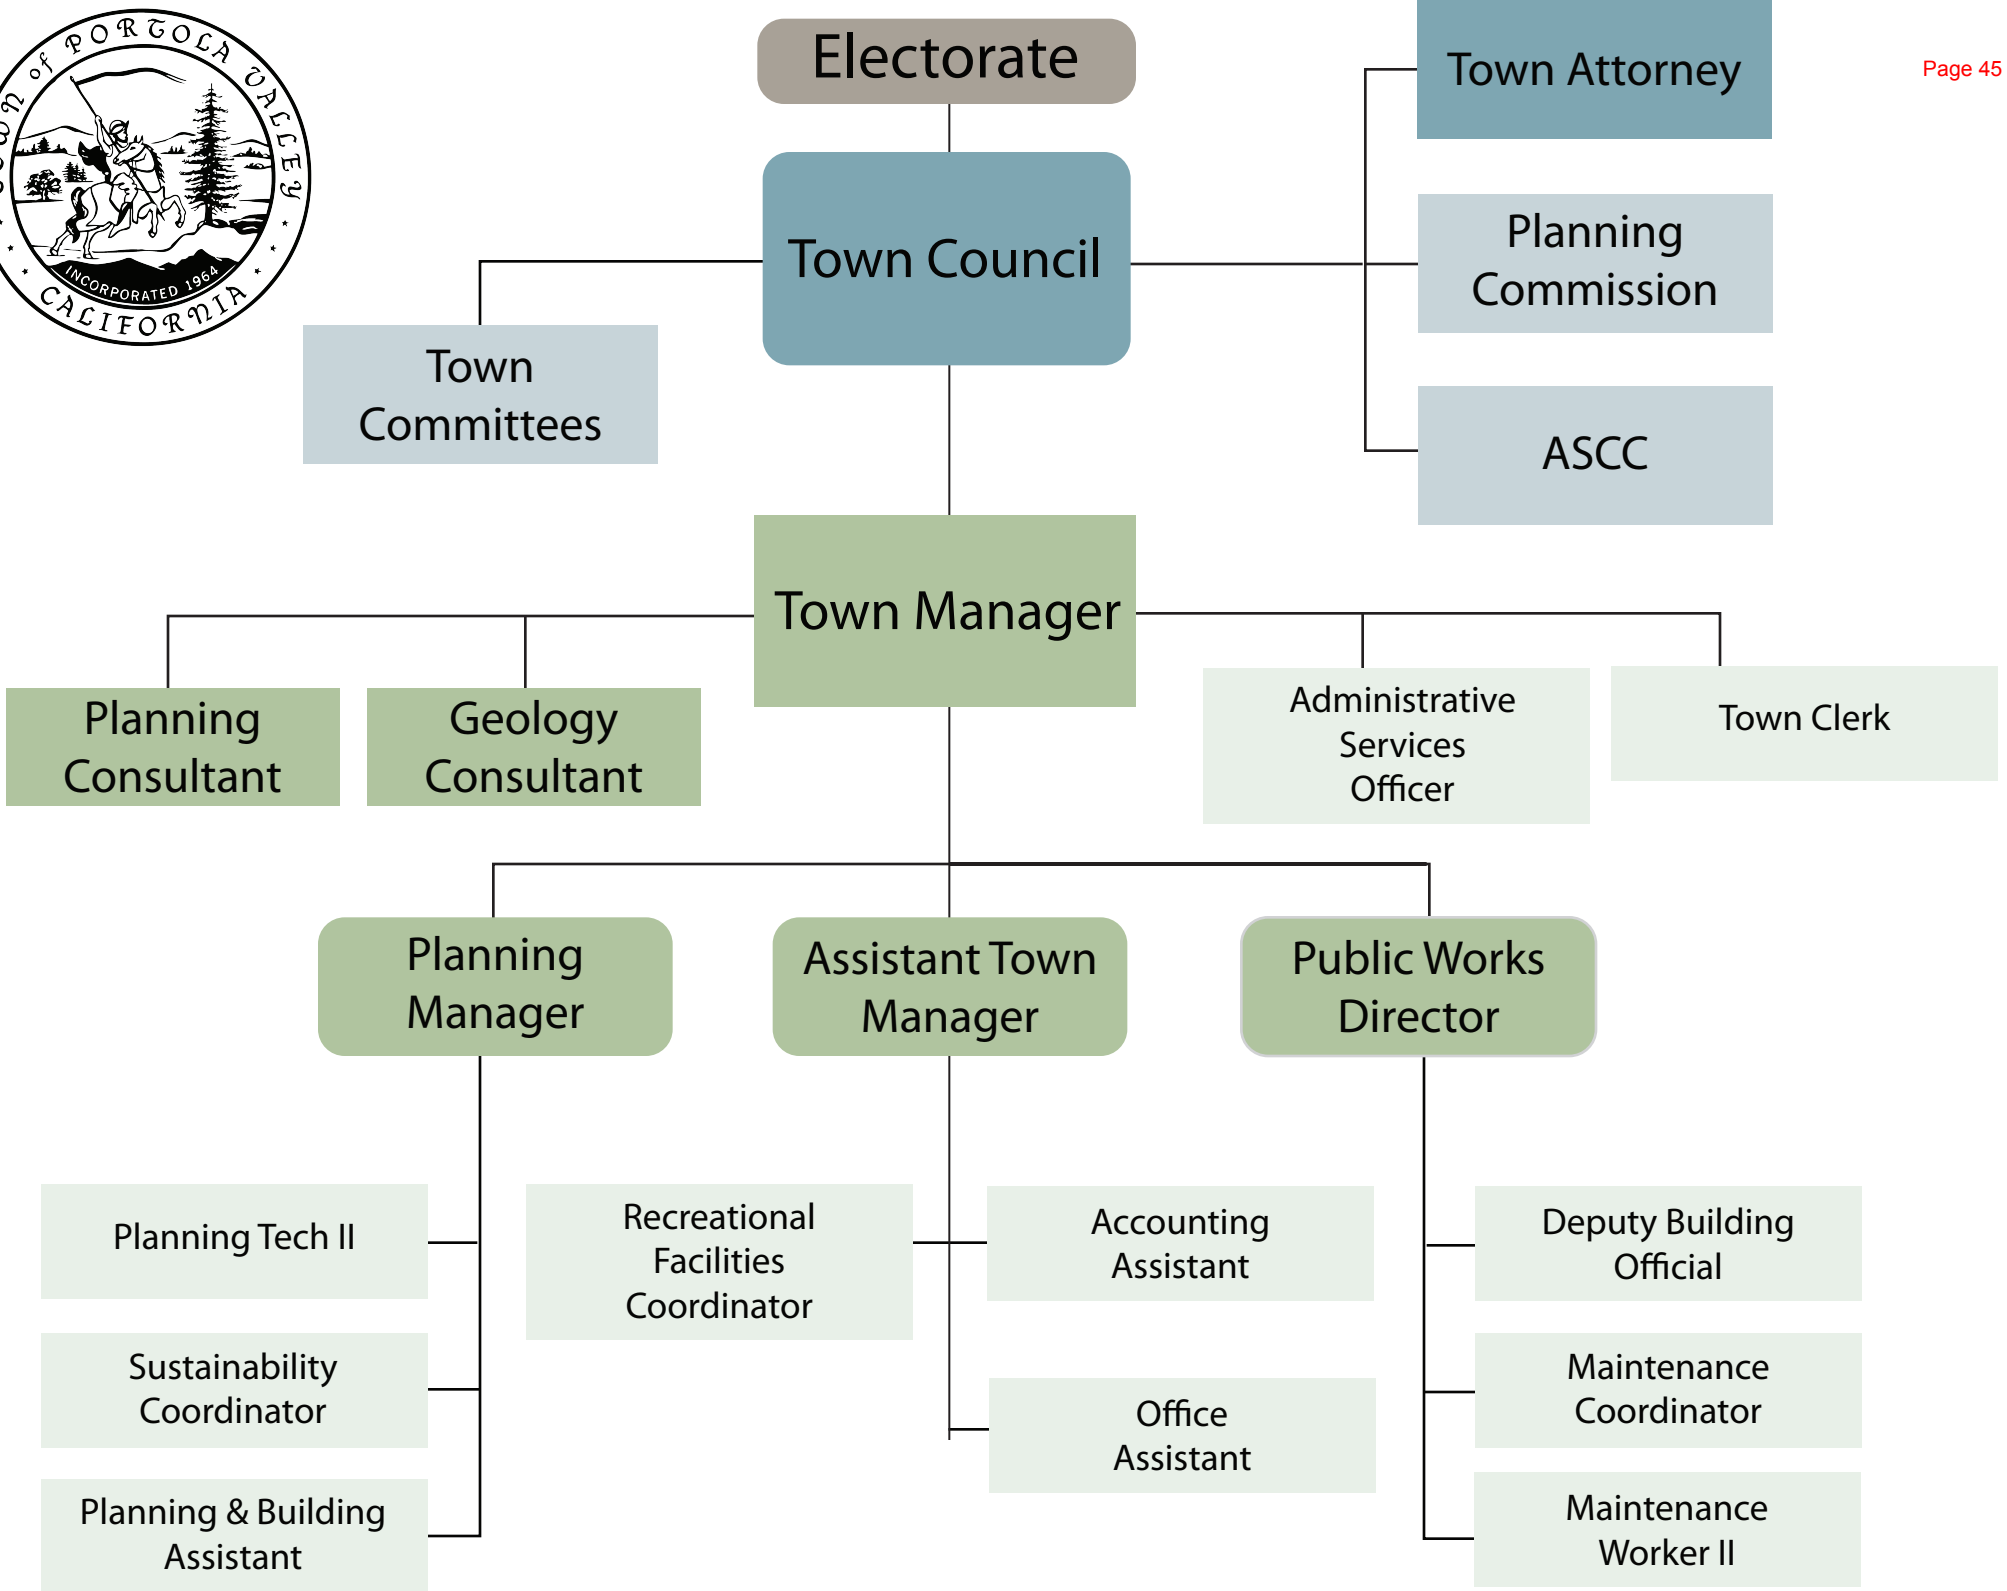 Town of PORTOLA VALLEY
INCORPORATED 1964
CALIFORNIA
Electorate
Town Attorney
Page 45
Town Council
Planning
Commission
Town
Committees
ASCC
Town Manager
Planning
Consultant
Geology
Consultant
Administrative
Services
Officer
Town Clerk
Planning
Manager
Assistant Town
Manager
Public Works
Director
Planning Tech II
Recreational
Facilities
Coordinator
Accounting
Assistant
Deputy Building
Official
Sustainability
Coordinator
Office
Assistant
Maintenance
Coordinator
Planning & Building
Assistant
Maintenance
Worker II